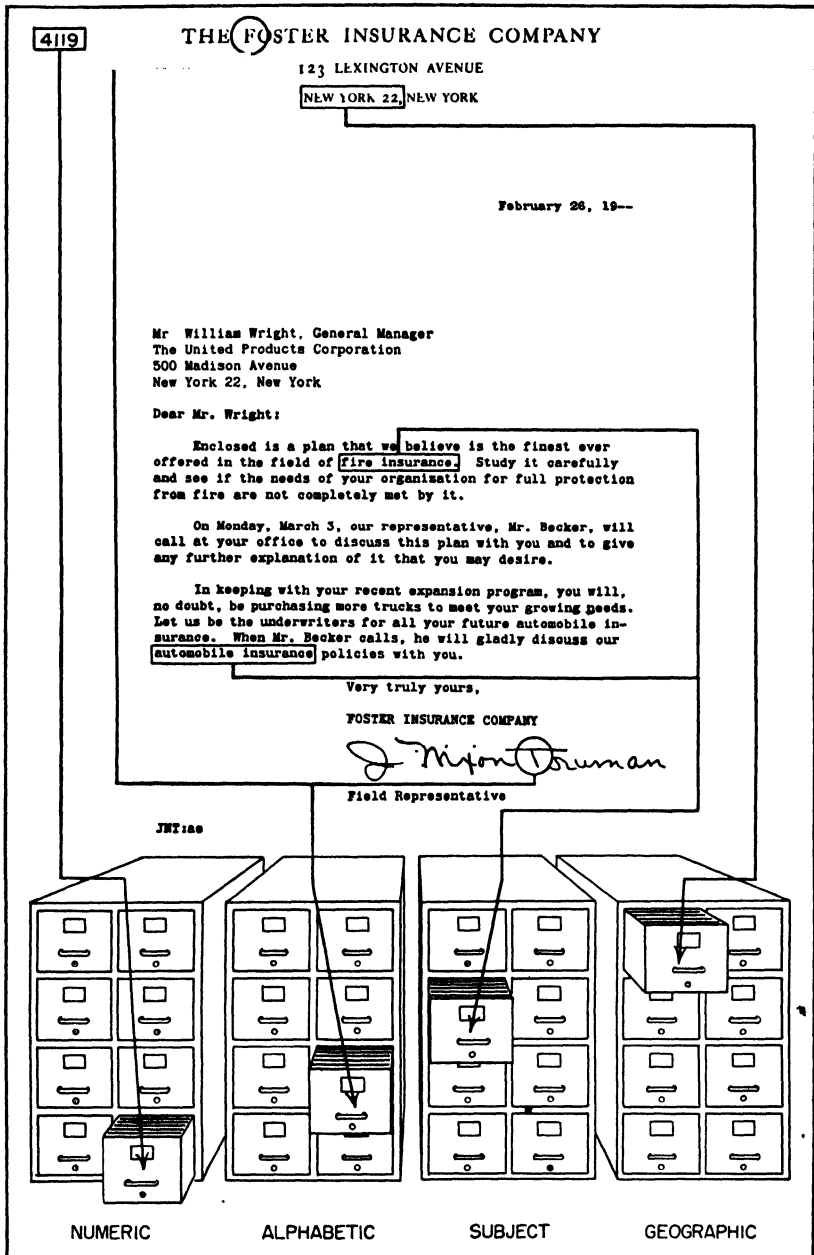 4119
THE FOSTER INSURANCE COMPANY
123 LEXINGTON AVENUE
NEW YORK 22, NEW YORK
February 26, 19--
Mr William Wright, General Manager
The United Products Corporation
500 Madison Avenue
New York 22, New York
Dear Mr. Wright:
Enclosed is a plan that we believe is the finest ever
offered in the field of fire insurance. Study it carefully
and see if the needs of your organization for full protection
from fire are not completely met by it.
On Monday, March 3, our representative, Mr. Becker, will
call at your office to discuss this plan with you and to give
any further explanation of it that you may desire.
In keeping with your recent expansion program, you will,
no doubt, be purchasing more trucks to meet your growing needs.
Let us be the underwriters for all your future automobile in-
surance. When Mr. Becker calls, he will gladly discuss our
automobile insurance policies with you.
Very truly yours,
FOSTER INSURANCE COMPANY
J Nixon Truman
Field Representative
JNT:ae
NUMERIC ALPHABETIC SUBJECT GEOGRAPHIC